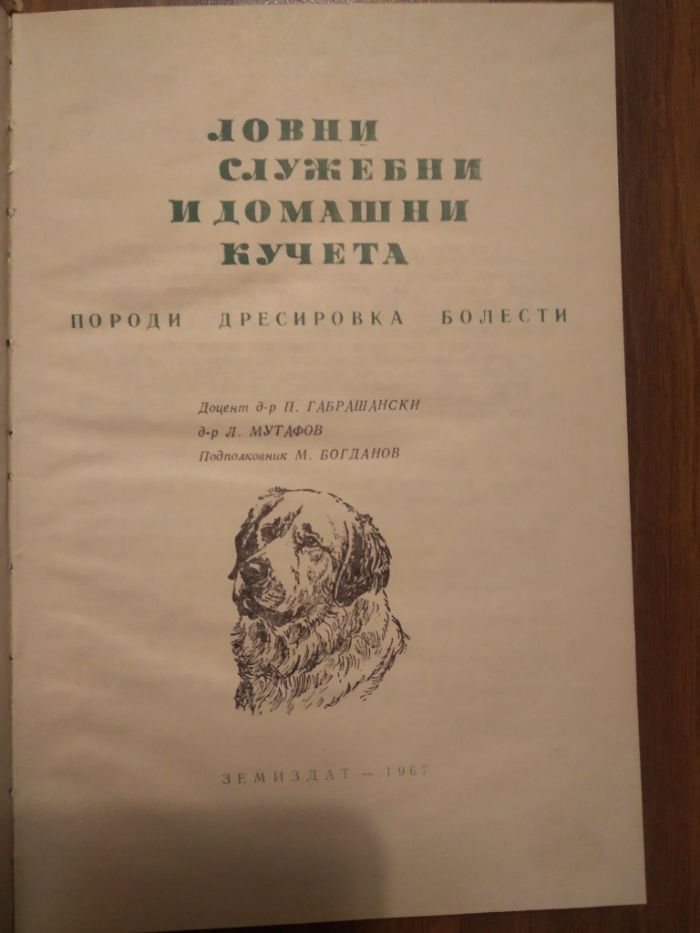 ЛОВНИ
СЛУЖЕБНИ
И ДОМАШНИ
КУЧЕТА
ПОРОДИ ДРЕСИРОВКА БОЛЕСТИ
Доцент д-р П. ГАБРАШАНСКИ
д-р Л. МУТАФОВ
Подполковник М. БОГДАНОВ
ЗЕМИЗДАТ — 1967